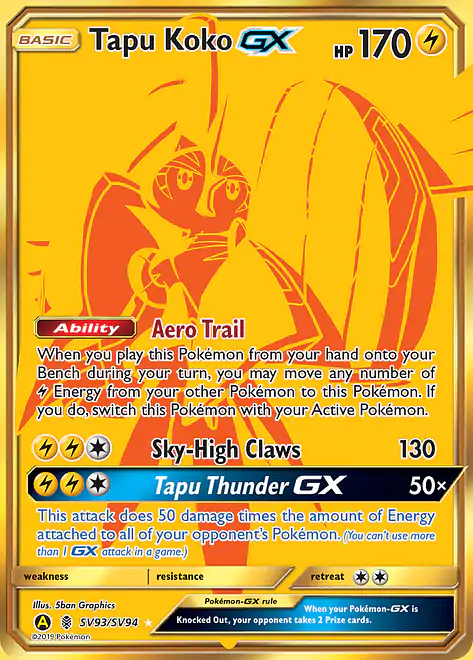 BASIC Tapu Koko GX HP 170
Ability Aero Trail
When you play this Pokémon from your hand onto your
Bench during your turn, you may move any number of
Energy from your other Pokémon to this Pokémon. If
you do, switch this Pokémon with your Active Pokémon.
Sky-High Claws 130
Tapu Thunder GX 50×
This attack does 50 damage times the amount of Energy
attached to all of your opponent's Pokémon. (You can't use more
than 1 GX attack in a game.)
weakness resistance retreat
Illus. 5ban Graphics
Pokémon-GX rule
When your Pokémon-GX is
Knocked Out, your opponent takes 2 Prize cards.
A SV93/SV94
©2019 Pokémon